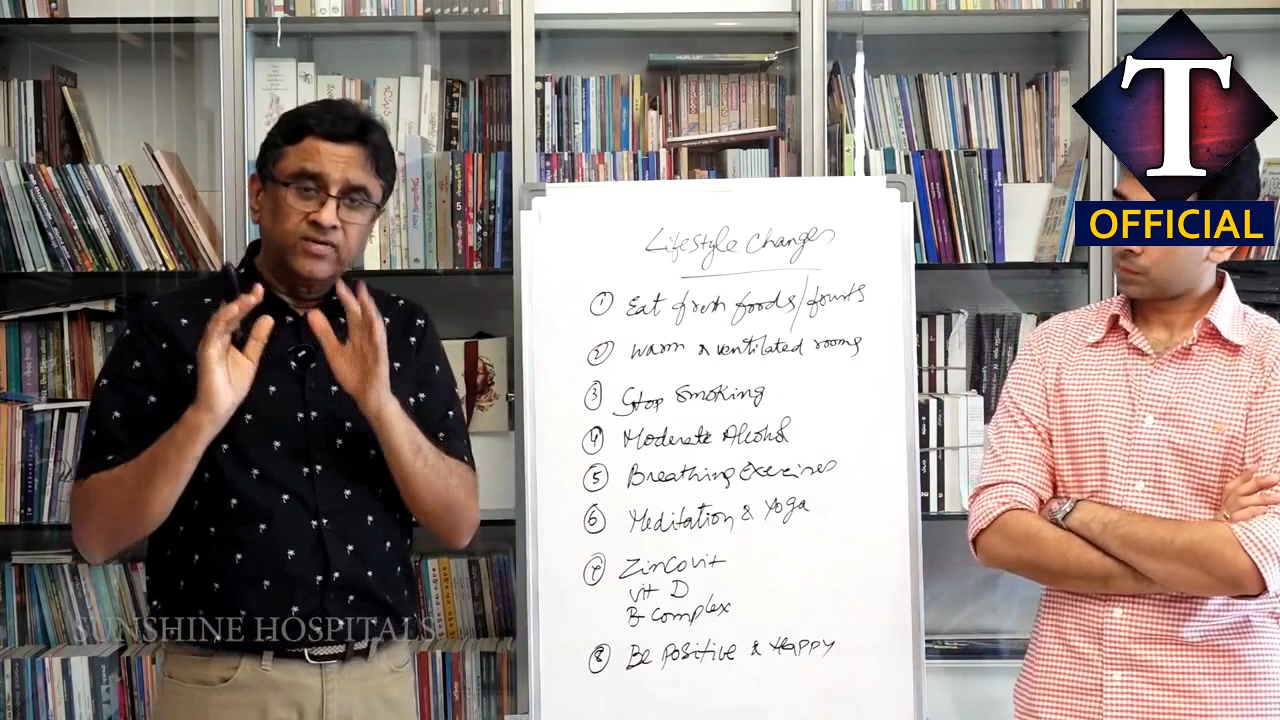 T
OFFICIAL
Lifestyle Changes
① Eat fresh foods/fruits
② Warm & ventilated rooms
③ Stop Smoking
④ Moderate Alcohol
⑤ Breathing Exercises
⑥ Meditation & Yoga
⑦ Zincovit
Vit D
B-Complex
⑧ Be Positive & Happy
SUNSHINE HOSPITALS